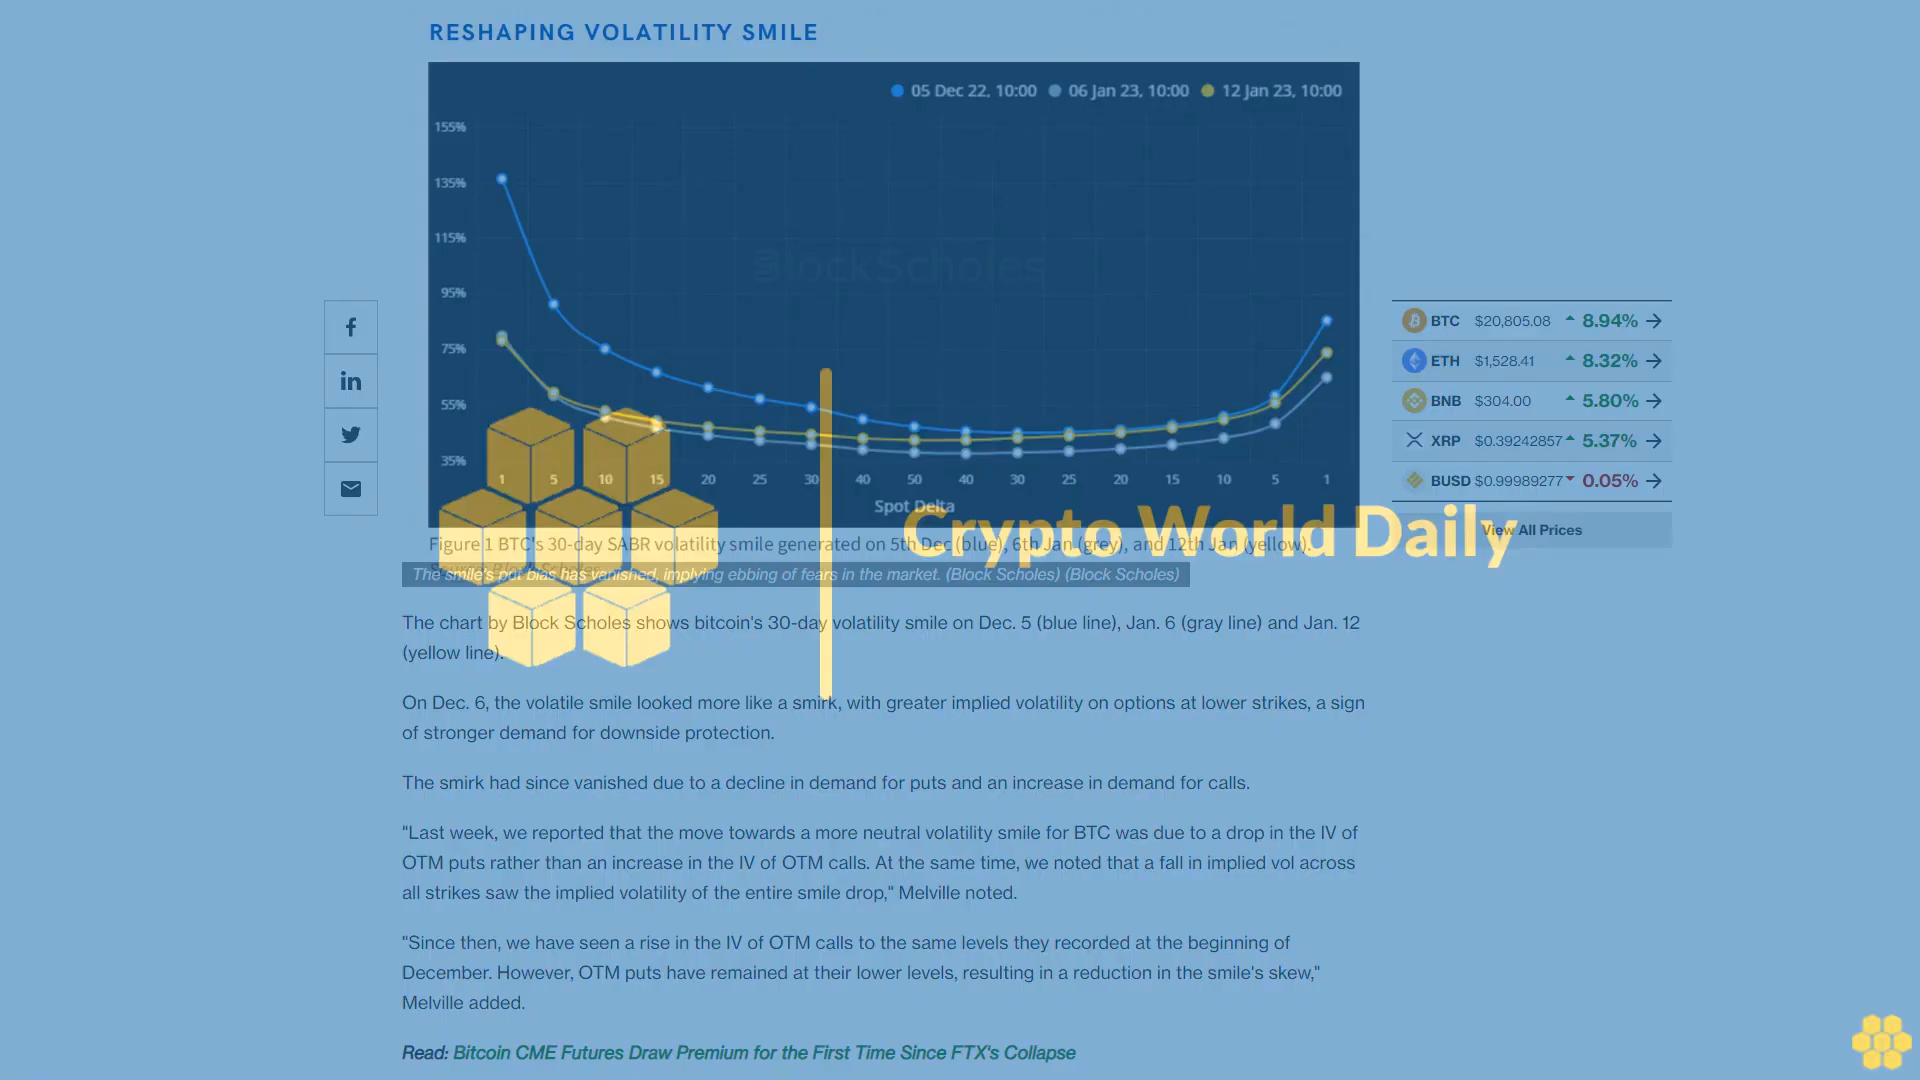 RESHAPING VOLATILITY SMILE
05 Dec 22, 10:00 06 Jan 23, 10:00 12 Jan 23, 10:00
155%
135%
115%
95%
75%
55%
35%
BlockScholes
1 5 10 15 20 25 30 40 50 40 30 25 20 15 10 5 1
Spot Delta
Figure 1 BTC's 30-day SABR volatility smile generated on 5th Dec (blue), 6th Jan (grey), and 12th Jan (yellow).
Source: Block Scholes
The smile's put bias has vanished, implying ebbing of fears in the market. (Block Scholes) (Block Scholes)
BTC $20,805.08 8.94%
ETH $1,528.41 8.32%
BNB $304.00 5.80%
XRP $0.39242857 5.37%
BUSD $0.99989277 0.05%
View All Prices
Crypto World Daily
The chart by Block Scholes shows bitcoin's 30-day volatility smile on Dec. 5 (blue line), Jan. 6 (gray line) and Jan. 12
(yellow line).
On Dec. 6, the volatile smile looked more like a smirk, with greater implied volatility on options at lower strikes, a sign
of stronger demand for downside protection.
The smirk had since vanished due to a decline in demand for puts and an increase in demand for calls.
"Last week, we reported that the move towards a more neutral volatility smile for BTC was due to a drop in the IV of
OTM puts rather than an increase in the IV of OTM calls. At the same time, we noted that a fall in implied vol across
all strikes saw the implied volatility of the entire smile drop," Melville noted.
"Since then, we have seen a rise in the IV of OTM calls to the same levels they recorded at the beginning of
December. However, OTM puts have remained at their lower levels, resulting in a reduction in the smile's skew,"
Melville added.
Read: Bitcoin CME Futures Draw Premium for the First Time Since FTX's Collapse